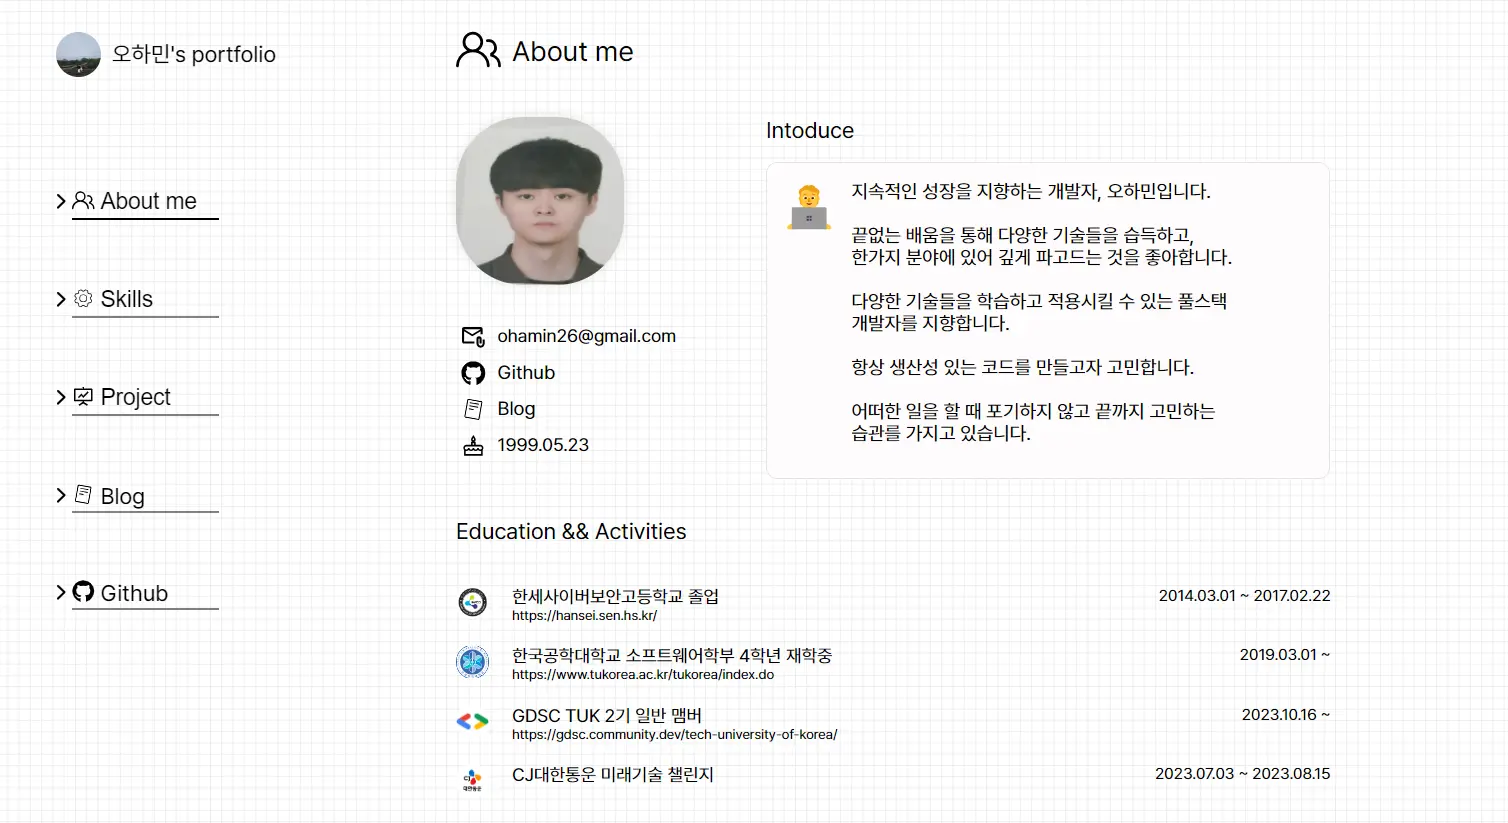 오하민's portfolio
About me
Skills
Project
Blog
Github
About me
ohamin26@gmail.com
Github
Blog
1999.05.23
Intoduce
지속적인 성장을 지향하는 개발자, 오하민입니다.
끝없는 배움을 통해 다양한 기술들을 습득하고,
한가지 분야에 있어 깊게 파고드는 것을 좋아합니다.
다양한 기술들을 학습하고 적용시킬 수 있는 풀스택
개발자를 지향합니다.
항상 생산성 있는 코드를 만들고자 고민합니다.
어떠한 일을 할 때 포기하지 않고 끝까지 고민하는
습관를 가지고 있습니다.
Education && Activities
한세사이버보안고등학교 졸업 2014.03.01 ~ 2017.02.22
https://hansei.sen.hs.kr/
한국공학대학교 소프트웨어학부 4학년 재학중 2019.03.01 ~
https://www.tukorea.ac.kr/tukorea/index.do
GDSC TUK 2기 일반 맴버 2023.10.16 ~
https://gdsc.community.dev/tech-university-of-korea/
CJ대한통운 미래기술 챌린지 2023.07.03 ~ 2023.08.15
CJ
대한통운